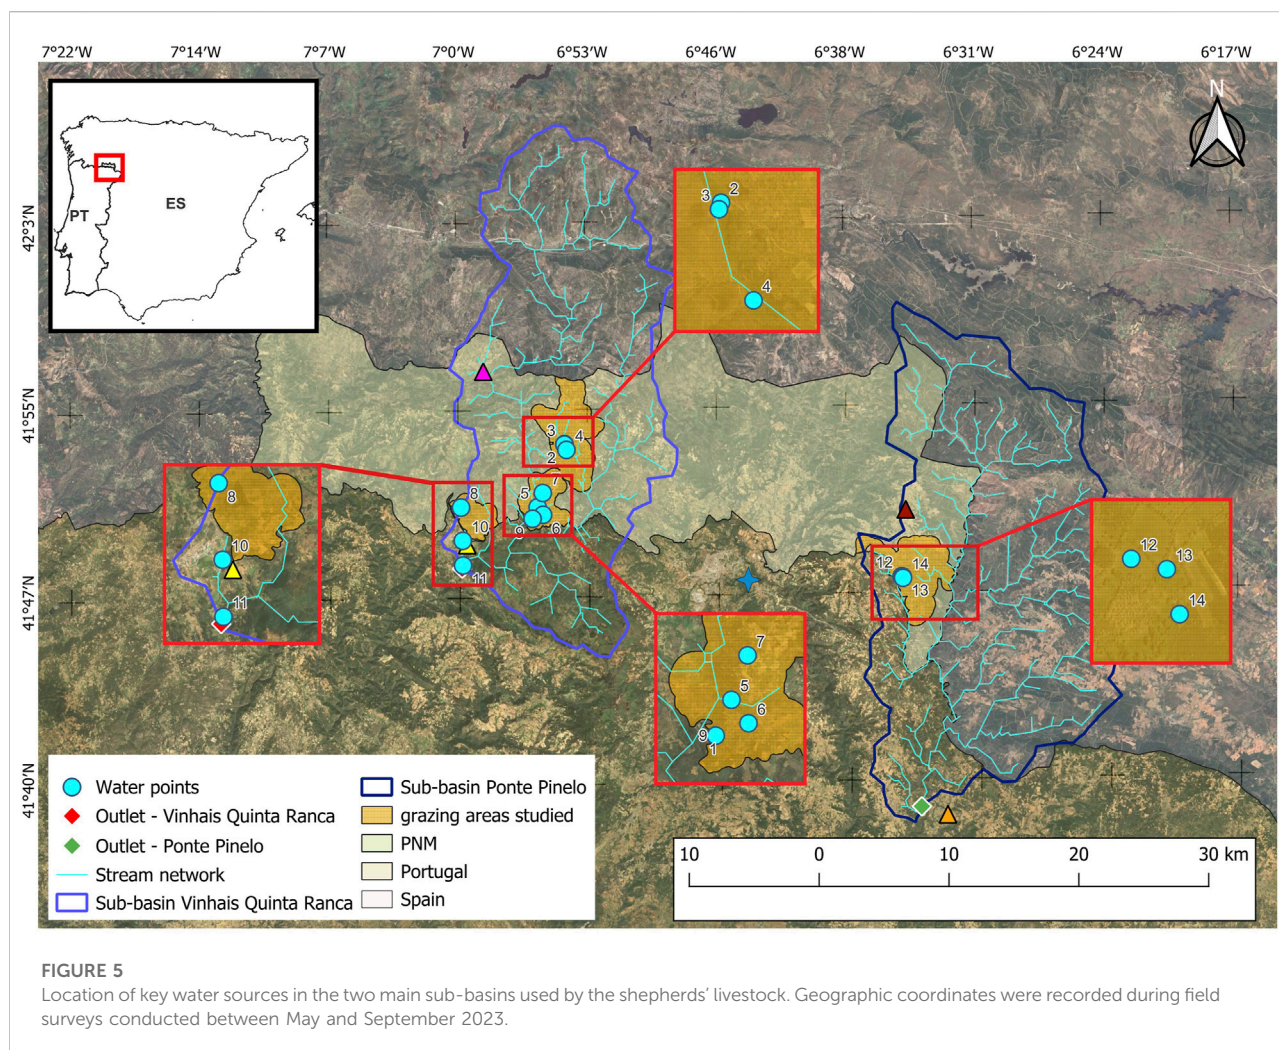 7°22'W 7°14'W 7°7'W 7°0'W 6°53'W 6°46'W 6°38'W 6°31'W 6°24'W 6°17'W
42°3'N
41°55'N
41°47'N
41°40'N
N
PT
ES
3 2
4
3 4
2
8
10
11
8
10
11
7
5
6
9
7
5
6
9
1
12 14
13
12 13
14
Water points
Outlet - Vinhais Quinta Ranca
Outlet - Ponte Pinelo
Stream network
Sub-basin Vinhais Quinta Ranca
Sub-basin Ponte Pinelo
grazing areas studied
PNM
Portugal
Spain
10 0 10 20 30 km
FIGURE 5
Location of key water sources in the two main sub-basins used by the shepherds' livestock. Geographic coordinates were recorded during field
surveys conducted between May and September 2023.